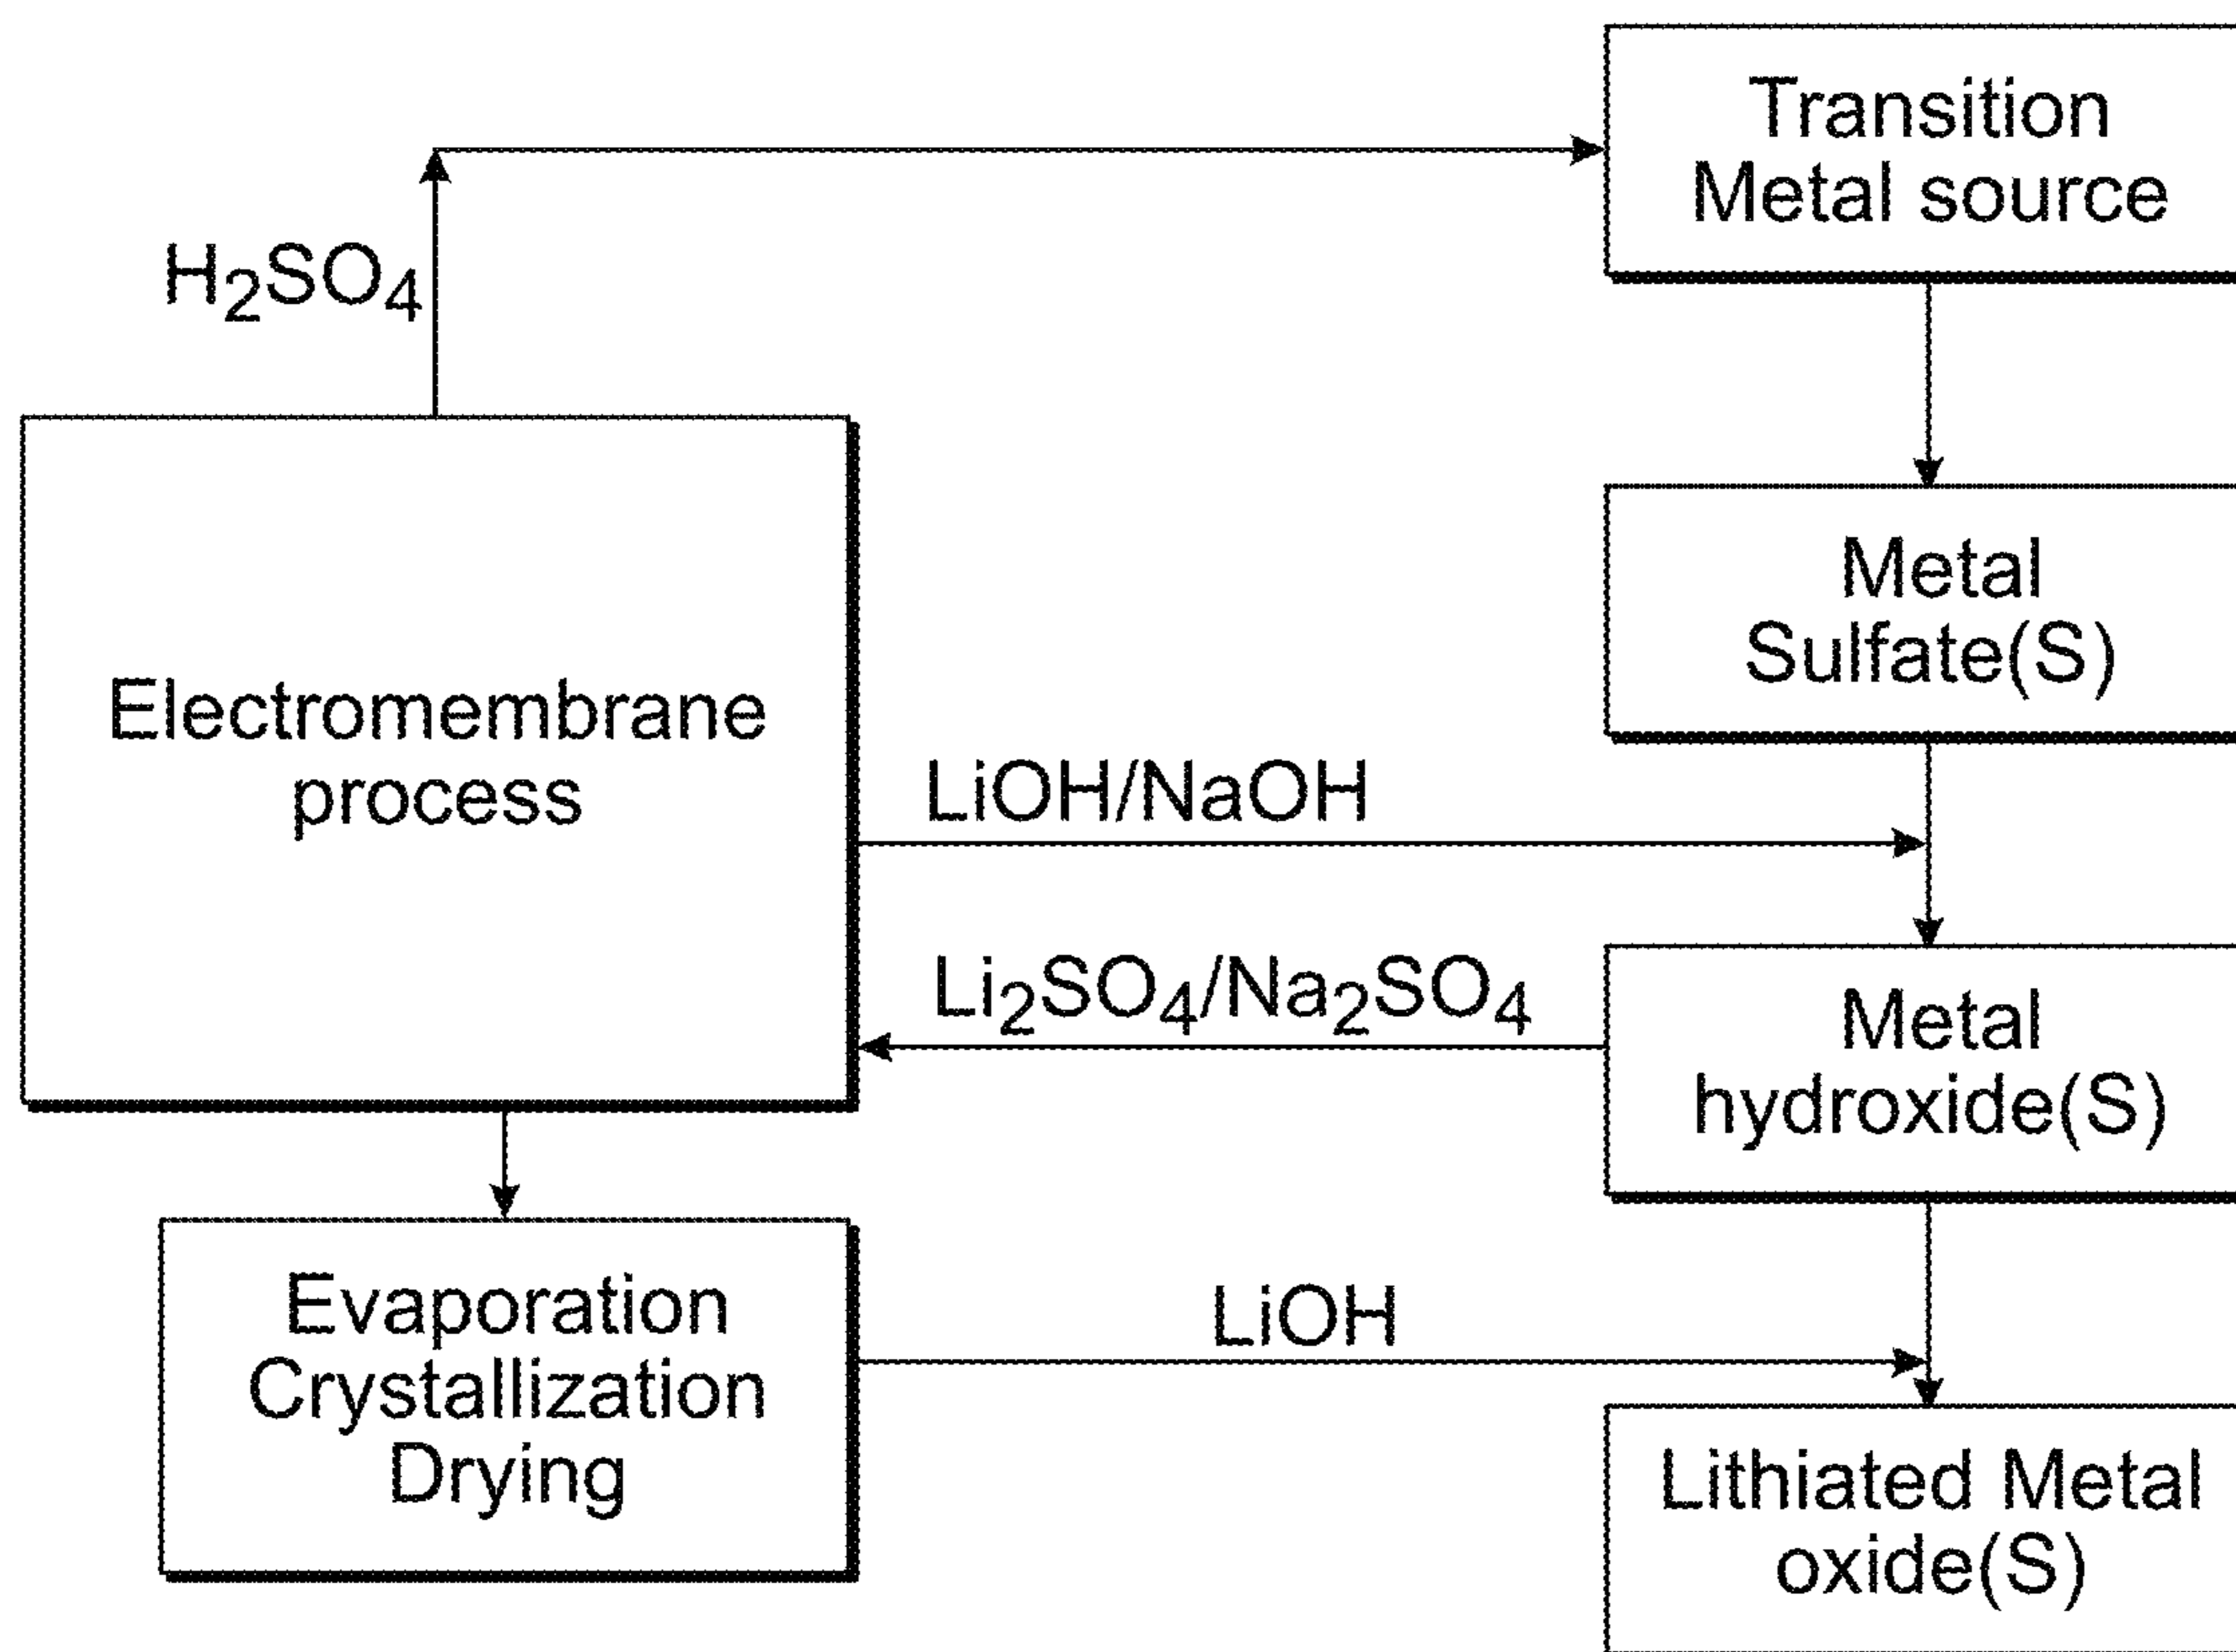 Transition
Metal source
H₂SO₄
Metal
Sulfate(S)
Electromembrane
process
LiOH/NaOH
Li₂SO₄/Na₂SO₄
Metal
hydroxide(S)
Evaporation
Crystallization
Drying
LiOH
Lithiated Metal
oxide(S)